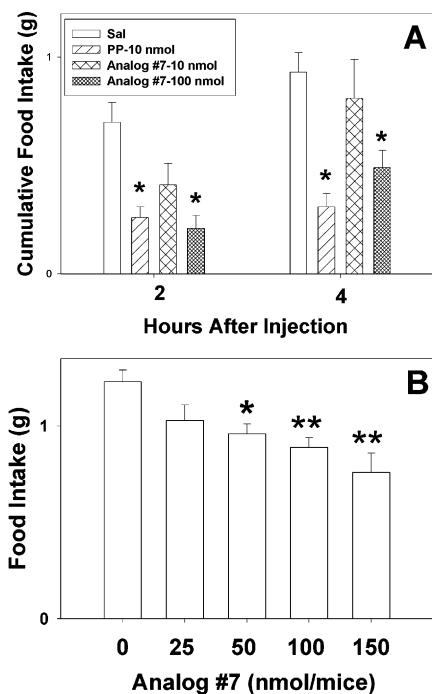 A
Sal
PP-10 nmol
Analog #7-10 nmol
Analog #7-100 nmol
Cumulative Food Intake (g)
1
0
* * * *
2 4
Hours After Injection
B
Food Intake (g)
1
0
* ** **
0 25 50 100 150
Analog #7 (nmol/mice)